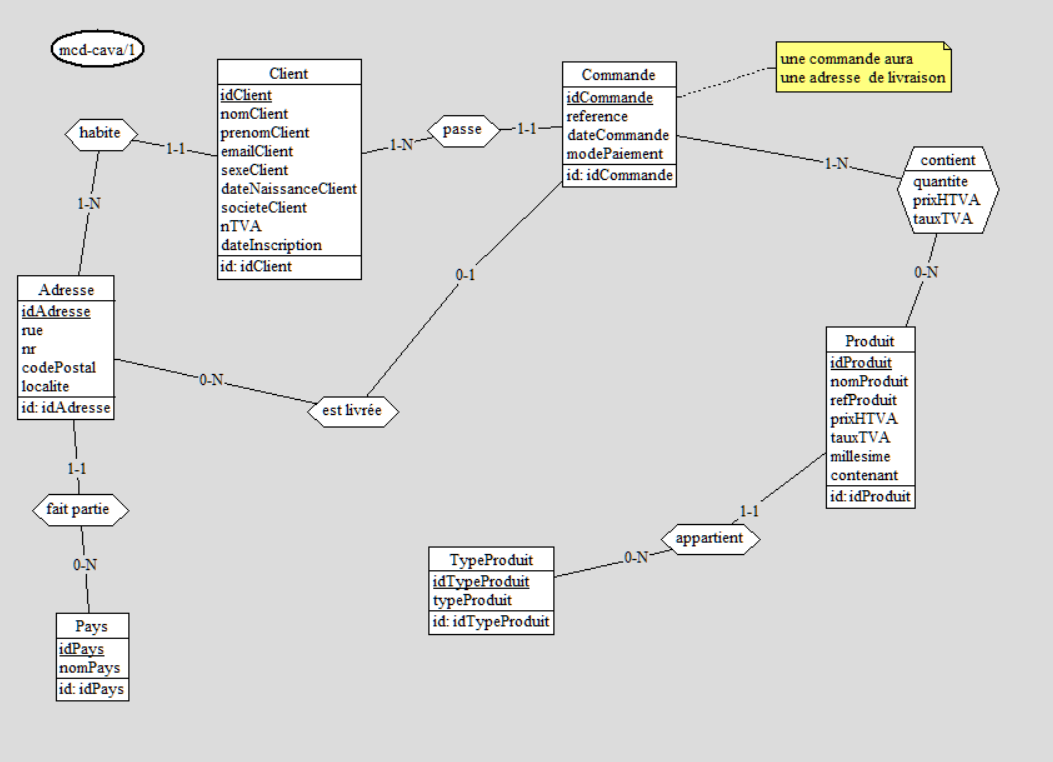 mcd-cava/1
Client
idClient
nomClient
prenomClient
emailClient
sexeClient
dateNaissanceClient
societeClient
nTVA
dateInscription
id: idClient
Commande
idCommande
reference
dateCommande
modePaiement
id: idCommande
une commande aura
une adresse  de livraison
habite
1-1
1-N
passe
1-N
1-1
1-N
contient
quantite
prixHTVA
tauxTVA
0-N
0-1
Adresse
idAdresse
rue
nr
codePostal
localite
id: idAdresse
0-N
est livrée
Produit
idProduit
nomProduit
refProduit
prixHTVA
tauxTVA
millesime
contenant
id: idProduit
1-1
fait partie
0-N
1-1
appartient
0-N
TypeProduit
idTypeProduit
typeProduit
id: idTypeProduit
Pays
idPays
nomPays
id: idPays